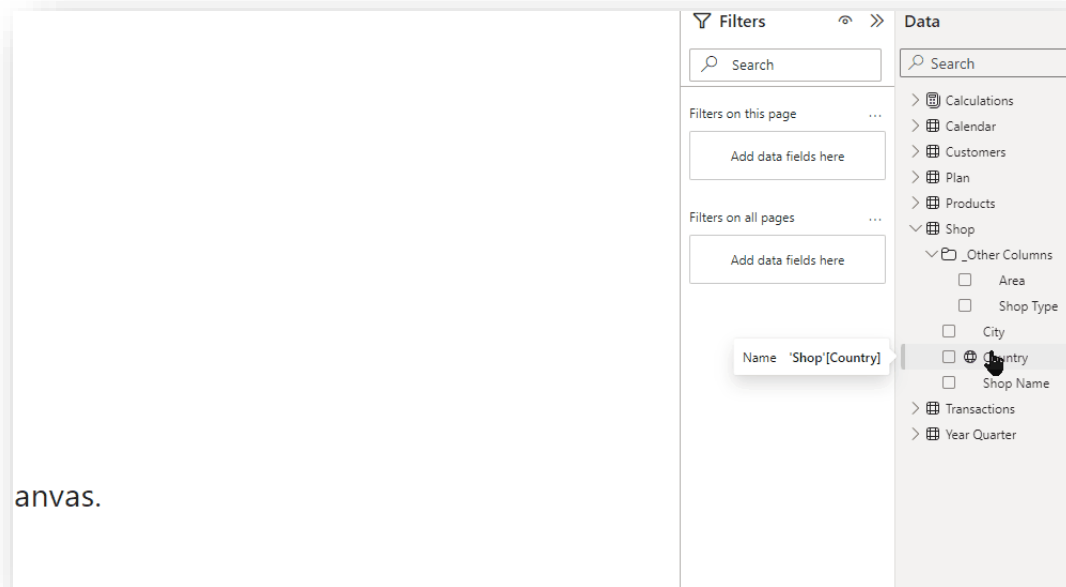 Filters
Search
Filters on this page
...
Add data fields here
Filters on all pages
...
Add data fields here
Name 'Shop'[Country]
Data
Search
Calculations
Calendar
Customers
Plan
Products
Shop
_Other Columns
Area
Shop Type
City
Country
Shop Name
Transactions
Year Quarter
anvas.